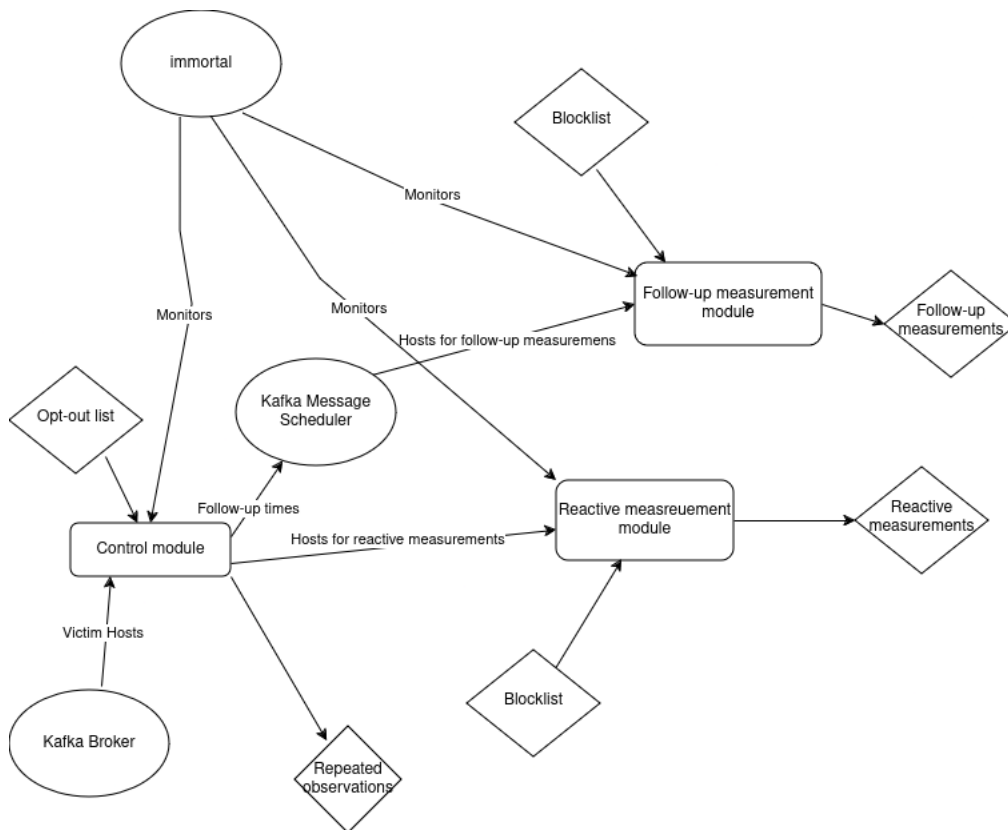 immortal
Blocklist
Monitors
Follow-up measurement
module
Follow-up
measurements
Monitors
Monitors
Hosts for follow-up measuremens
Kafka Message
Scheduler
Opt-out list
Follow-up times
Reactive measreuement
module
Reactive
measurements
Hosts for reactive measurements
Control module
Victim Hosts
Blocklist
Kafka Broker
Repeated
observations